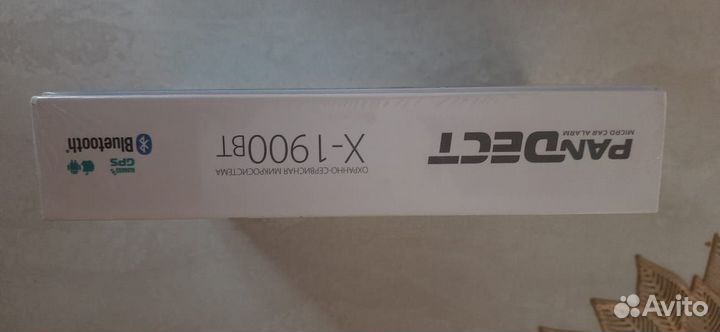 PANDECT
MICRO CAR ALARM
ОХРАННО-СЕРВИСНАЯ МИКРОСИСТЕМА
X-1900BT
GPS
Bluetooth®
Avito